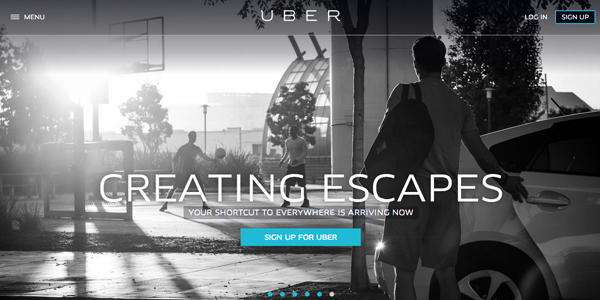 MENU
UBER
LOG IN
SIGN UP
CREATING ESCAPES
YOUR SHORTCUT TO EVERYWHERE IS ARRIVING NOW
SIGN UP FOR UBER